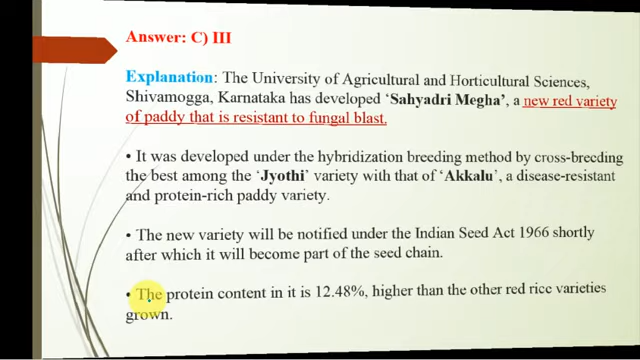 Answer: C) III
Explanation: The University of Agricultural and Horticultural Sciences,
Shivamogga, Karnataka has developed ‘Sahyadri Megha’, a new red variety
of paddy that is resistant to fungal blast.
• It was developed under the hybridization breeding method by cross-breeding
the best among the ‘Jyothi’ variety with that of ‘Akkalu’, a disease-resistant
and protein-rich paddy variety.
• The new variety will be notified under the Indian Seed Act 1966 shortly
after which it will become part of the seed chain.
• The protein content in it is 12.48%, higher than the other red rice varieties
grown.